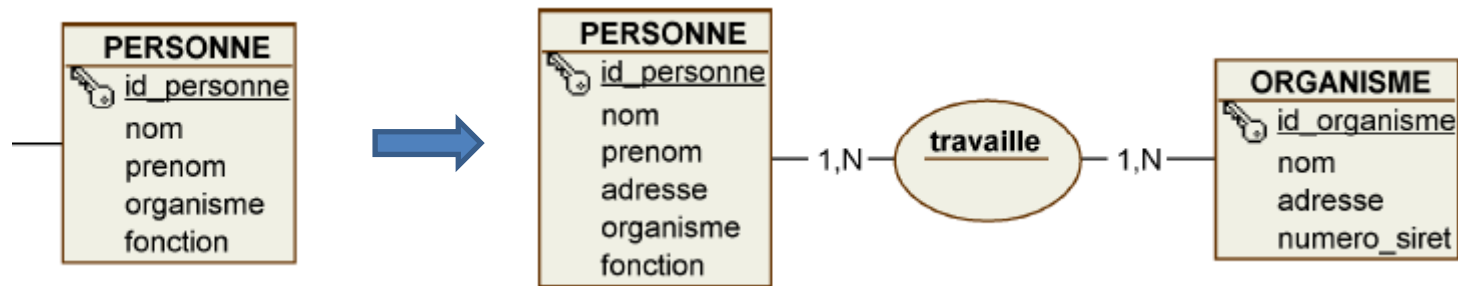 PERSONNE
id_personne
nom
prenom
organisme
fonction
PERSONNE
id_personne
nom
prenom
adresse
organisme
fonction
1,N
travaille
1,N
ORGANISME
id_organisme
nom
adresse
numero_siret